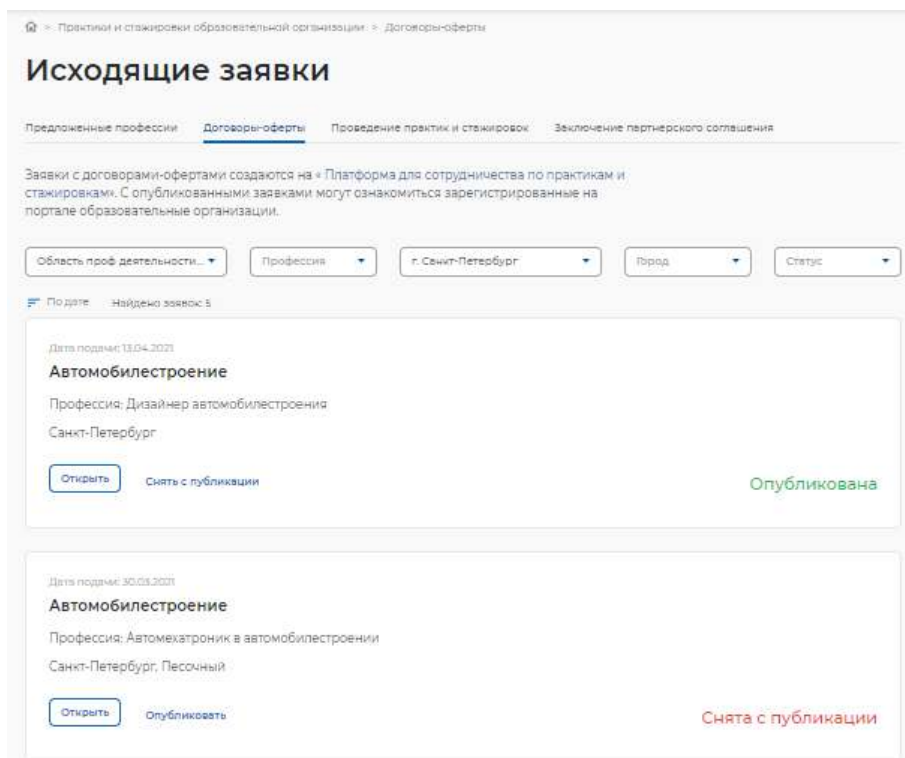 > Практики и стажировки образовательной организации > Договоры-оферты
Исходящие заявки
Предложенные профессии Договоры-оферты Проведение практик и стажировок Заключение партнерского соглашения
Заявки с договорами-офертами создаются на « Платформа для сотрудничества по практикам и
стажировкам». С опубликованными заявками могут ознакомиться зарегистрированные на
портале образовательные организации.
Область проф деятельности... Профессия г. Санкт-Петербург Город Статус
По дате Найдено заявок: 5
Дата подачи: 13.04.2021
Автомобилестроение
Профессия: Дизайнер автомобилестроения
Санкт-Петербург
Открыть Снять с публикации Опубликована
Дата подачи: 30.03.2021
Автомобилестроение
Профессия: Автомехатроник в автомобилестроении
Санкт-Петербург, Песочный
Открыть Опубликовать Снята с публикации